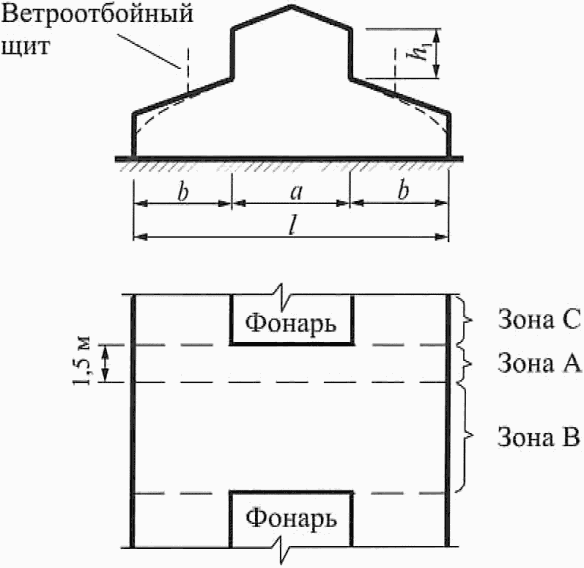 Ветроотбойный
щит
h₁
b
a
b
l
Фонарь
Зона С
1,5 м
Зона А
Зона В
Фонарь